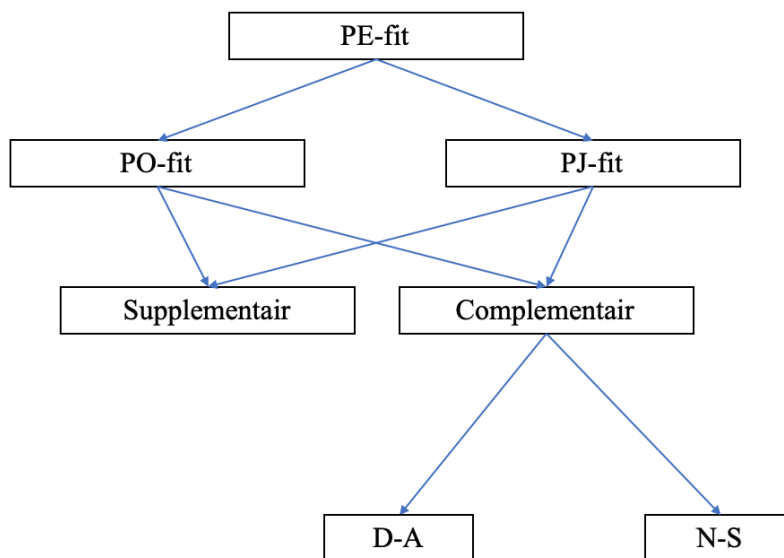 PE-fit
PO-fit
PJ-fit
Supplementair
Complementair
D-A
N-S